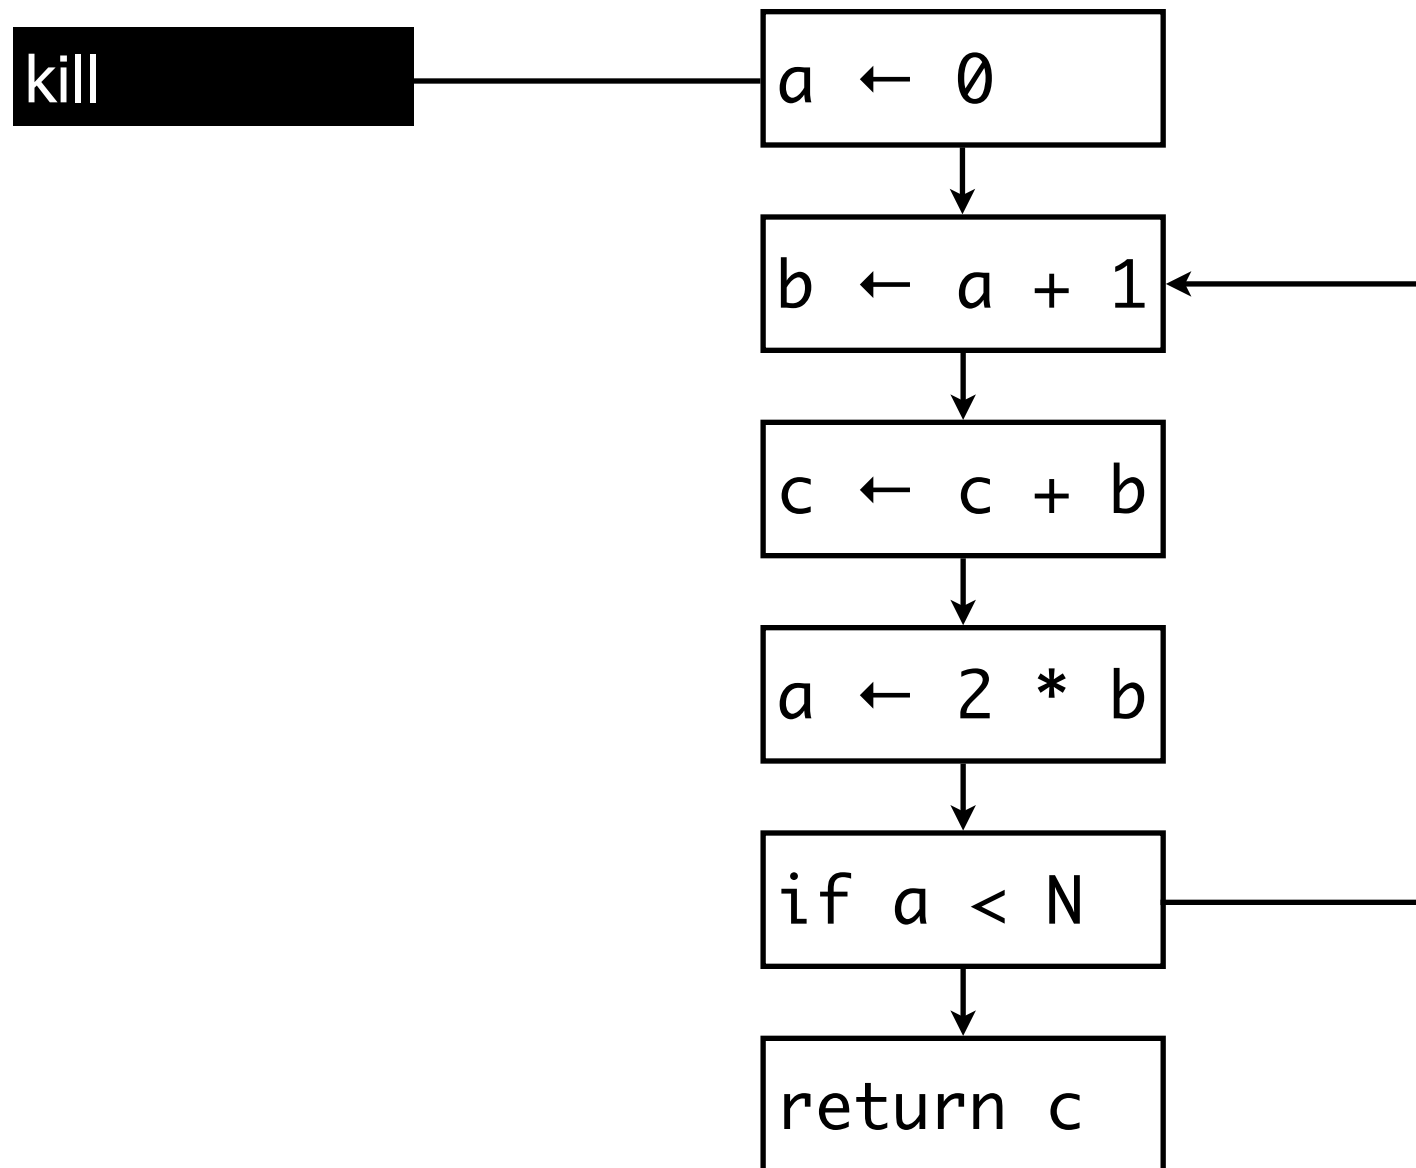 kill
a ← 0
b ← a + 1
c ← c + b
a ← 2 * b
if a < N
return c